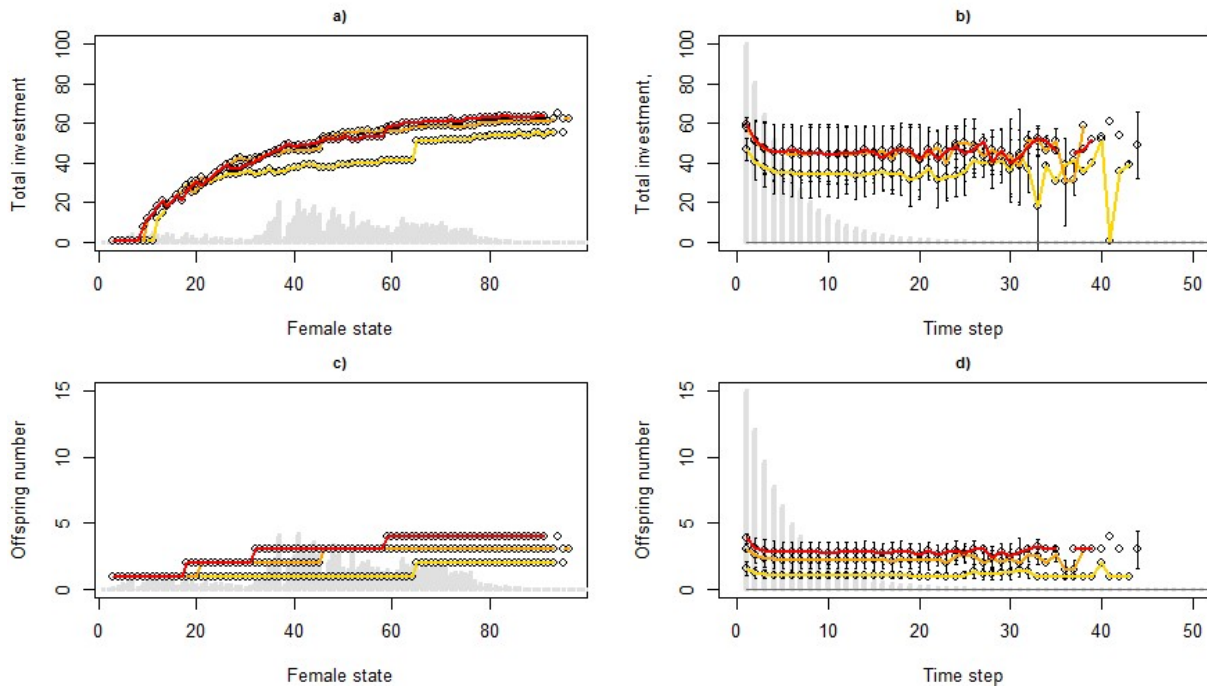 a)
Total investment
100
80
60
40
20
0
0 20 40 60 80
Female state
b)
Total investment,
100
80
60
40
20
0
0 10 20 30 40 50
Time step
c)
Offspring number
15
10
5
0
0 20 40 60 80
Female state
d)
Offspring number
15
10
5
0
0 10 20 30 40 50
Time step